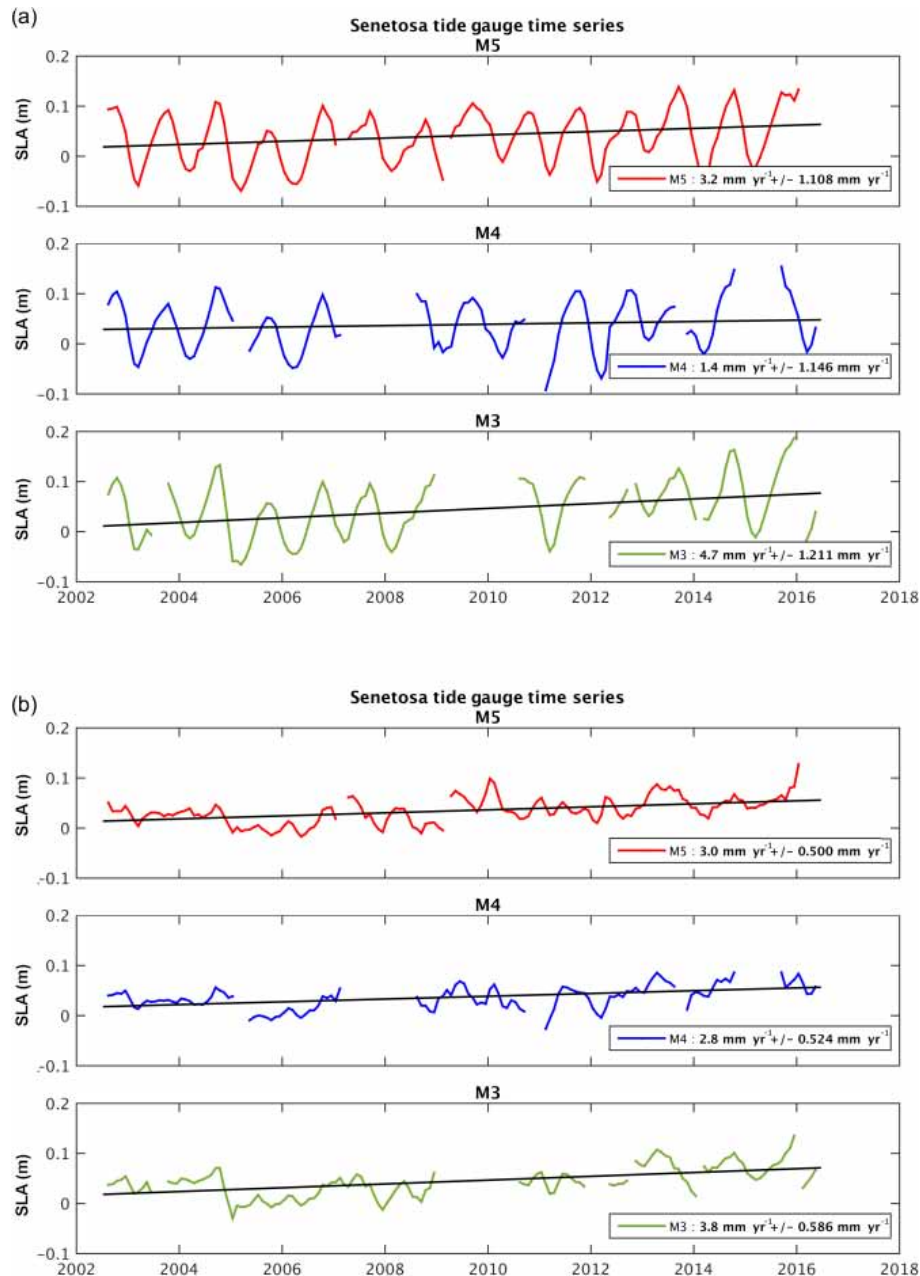 (a)
Senetosa tide gauge time series
M5
0.2
0.1
0
-0.1
SLA (m)
M5 : 3.2 mm yr-1+/- 1.108 mm yr-1
M4
0.2
0.1
0
-0.1
SLA (m)
M4 : 1.4 mm yr-1+/- 1.146 mm yr-1
M3
0.2
0.1
0
-0.1
SLA (m)
M3 : 4.7 mm yr-1+/- 1.211 mm yr-1
2002 2004 2006 2008 2010 2012 2014 2016 2018
(b)
Senetosa tide gauge time series
M5
0.2
0.1
0
-0.1
SLA (m)
M5 : 3.0 mm yr-1+/- 0.500 mm yr-1
M4
0.2
0.1
0
-0.1
SLA (m)
M4 : 2.8 mm yr-1+/- 0.524 mm yr-1
M3
0.2
0.1
0
-0.1
SLA (m)
M3 : 3.8 mm yr-1+/- 0.586 mm yr-1
2002 2004 2006 2008 2010 2012 2014 2016 2018